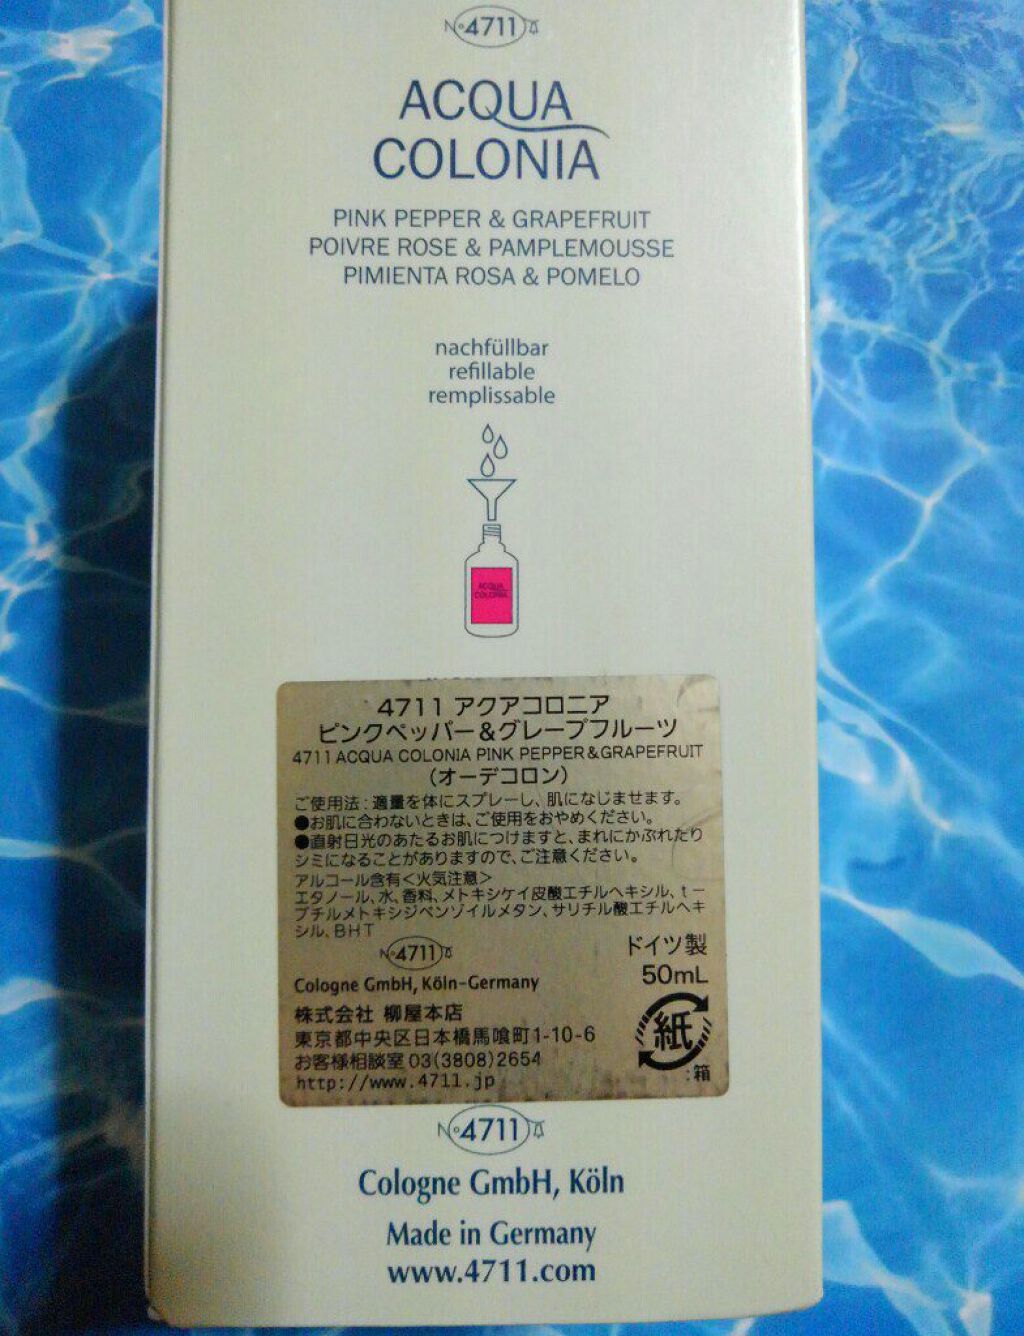 Nº4711
ACQUA
COLONIA
PINK PEPPER & GRAPEFRUIT
POIVRE ROSE & PAMPLEMOUSSE
PIMIENTA ROSA & POMELO
nachfüllbar
refillable
remplissable
ACQUA
COLONIA
4711 アクアコロニア
ピンクペッパー&グレープフルーツ
4711 ACQUA COLONIA PINK PEPPER&GRAPEFRUIT
(オーデコロン)
ご使用法:適量を体にスプレーし、肌になじませます。
●お肌に合わないときは、ご使用をおやめください。
●直射日光のあたるお肌につけますと、まれにかぶれたり
シミになることがありますので、ご注意ください。
アルコール含有<火気注意>
エタノール、水、香料、メトキシケイ皮酸エチルヘキシル、t-
ブチルメトキシジベンゾイルメタン、サリチル酸エチルヘキ
シル、BHT
Nº4711
ドイツ製
Cologne GmbH, Köln-Germany
50mL
株式会社 柳屋本店
東京都中央区日本橋馬喰町1-10-6
お客様相談室 03(3808)2654
http://www.4711.jp
紙
:箱
Nº4711
Cologne GmbH, Köln
Made in Germany
www.4711.com